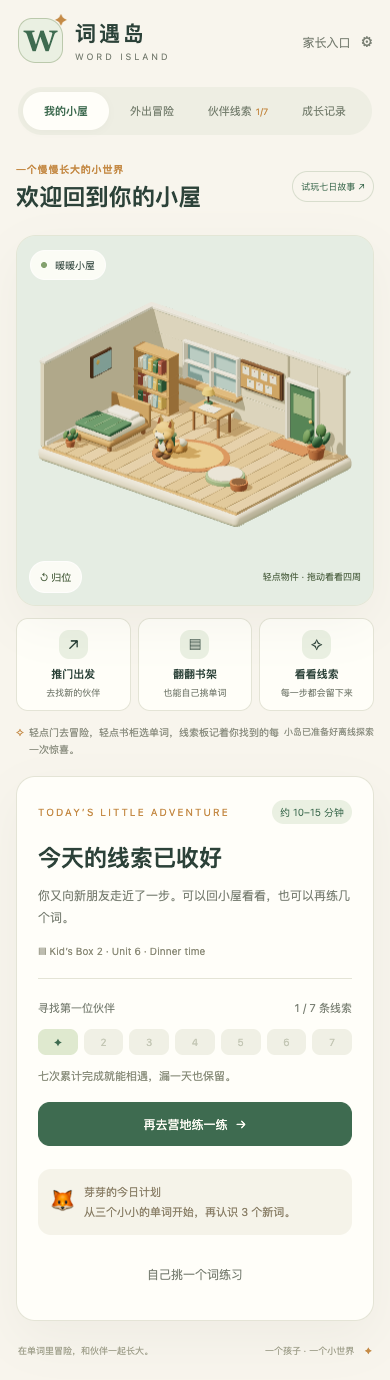 W 词遇岛
WORD ISLAND
家长入口 ⚙
我的小屋 外出冒险 伙伴线索 1/7 成长记录
一个慢慢长大的小世界
欢迎回到你的小屋
试玩七日故事 ↗
暖暖小屋
↺ 归位
轻点物件 · 拖动看看四周
↗ ▤ ✧
推门出发 翻翻书架 看看线索
去找新的伙伴 也能自己挑单词 每一步都会留下来
✧ 轻点门去冒险，轻点书柜选单词，线索板记着你找到的每
一次惊喜。
小岛已准备好离线探索
TODAY'S LITTLE ADVENTURE
约 10–15 分钟
今天的线索已收好
你又向新朋友走近了一步。可以回小屋看看，也可以再练几
个词。
▤ Kid's Box 2 · Unit 6 · Dinner time
寻找第一位伙伴 1 / 7 条线索
✦ 2 3 4 5 6 7
七次累计完成就能相遇，漏一天也保留。
再去营地练一练 →
芽芽的今日计划
从三个小小的单词开始，再认识 3 个新词。
自己挑一个词练习
在单词里冒险，和伙伴一起长大。
一个孩子 · 一个小世界 ✦